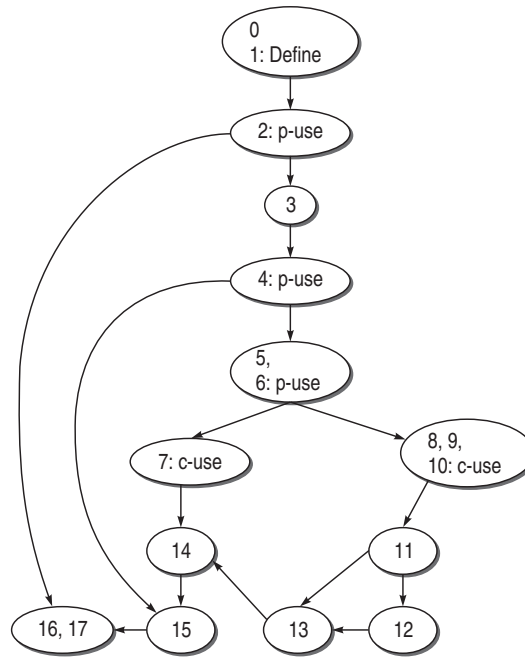 0
1: Define
2: p-use
3
4: p-use
5,
6: p-use
7: c-use
8, 9,
10: c-use
14
11
16, 17
15
13
12